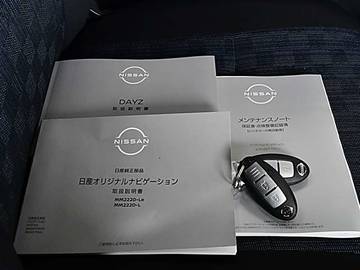 NISSAN
DAYZ
取扱説明書
NISSAN
メンテナンスノート
NISSAN
日産純正部品
日産オリジナルナビゲーション
取扱説明書
MM222D-Le
MM222D-L